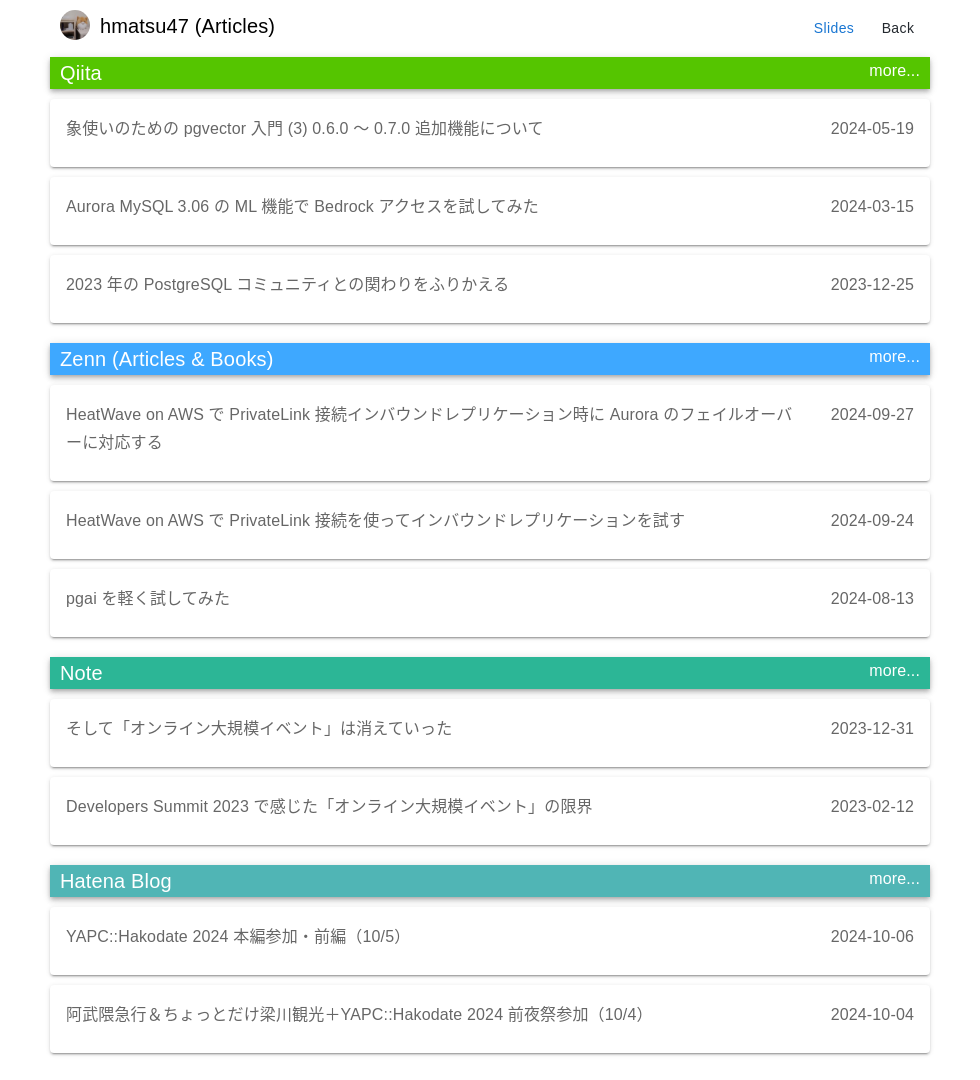 hmatsu47 (Articles)
Slides
Back
Qiita
more...
象使いのための pgvector 入門 (3) 0.6.0 〜 0.7.0 追加機能について
2024-05-19
Aurora MySQL 3.06 の ML 機能で Bedrock アクセスを試してみた
2024-03-15
2023 年の PostgreSQL コミュニティとの関わりをふりかえる
2023-12-25
Zenn (Articles & Books)
more...
HeatWave on AWS で PrivateLink 接続インバウンドレプリケーション時に Aurora のフェイルオーバ
ーに対応する
2024-09-27
HeatWave on AWS で PrivateLink 接続を使ってインバウンドレプリケーションを試す
2024-09-24
pgai を軽く試してみた
2024-08-13
Note
more...
そして「オンライン大規模イベント」は消えていった
2023-12-31
Developers Summit 2023 で感じた「オンライン大規模イベント」の限界
2023-02-12
Hatena Blog
more...
YAPC::Hakodate 2024 本編参加・前編（10/5）
2024-10-06
阿武隈急行＆ちょっとだけ梁川観光＋YAPC::Hakodate 2024 前夜祭参加（10/4）
2024-10-04